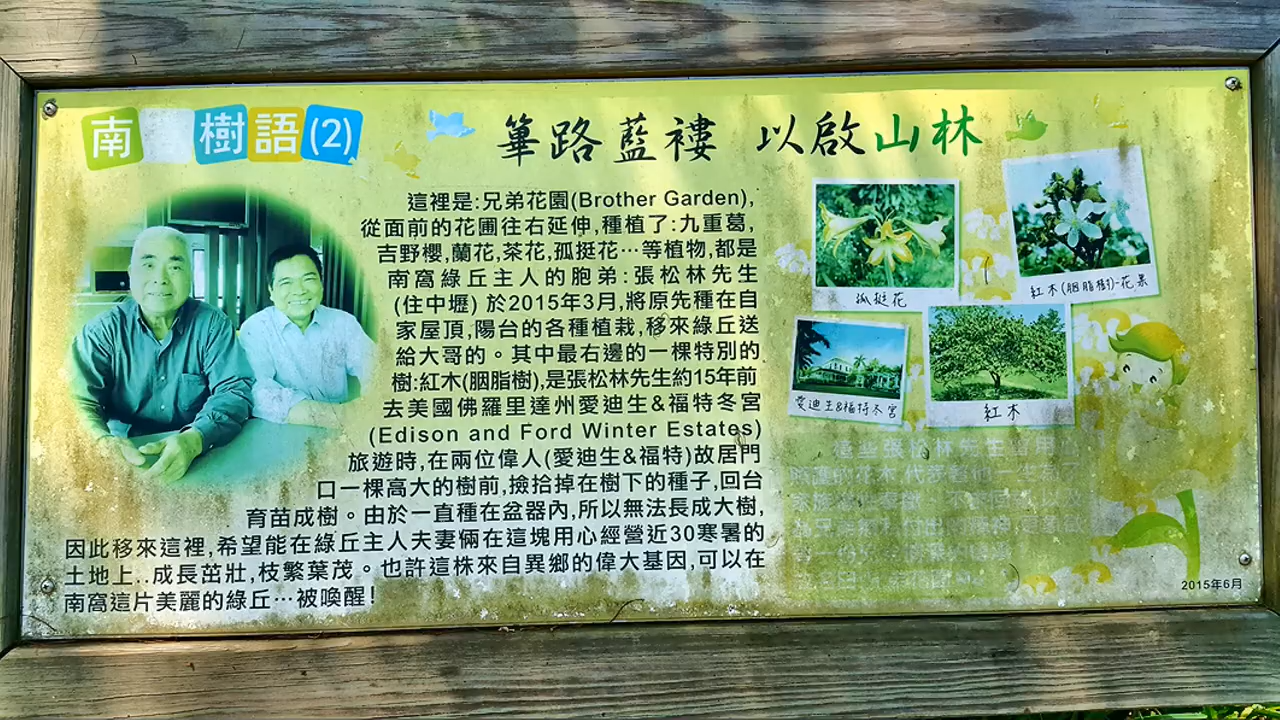 南 樹語(2)
篳路藍褸 以啟山林
這裡是:兄弟花園(Brother Garden),
從面前的花圃往右延伸,種植了:九重葛,
吉野櫻,蘭花,茶花,孤挺花…等植物,都是
南窩綠丘主人的胞弟:張松林先生
(住中壢) 於2015年3月,將原先種在自
家屋頂,陽台的各種植栽,移來綠丘送
給大哥的。其中最右邊的一棵特別的
樹:紅木(胭脂樹),是張松林先生約15年前
去美國佛羅里達州愛迪生&福特冬宮
(Edison and Ford Winter Estates)
旅遊時,在兩位偉人(愛迪生&福特)故居門
口一棵高大的樹前,撿拾掉在樹下的種子,回台
育苗成樹。由於一直種在盆器內,所以無法長成大樹,
因此移來這裡,希望能在綠丘主人夫妻倆在這塊用心經營近30寒暑的
土地上..成長茁壯,枝繁葉茂。也許這株來自異鄉的偉大基因,可以在
南窩這片美麗的綠丘…被喚醒!
孤挺花
紅木(胭脂樹)-花果
愛迪生&福特冬宮
紅木
這些張松林先生
2015年6月